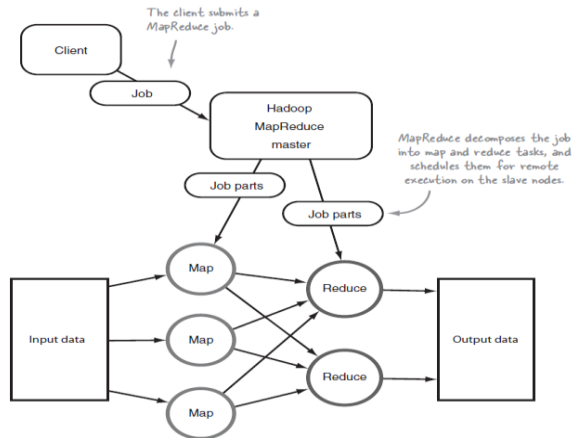 The client submits a
MapReduce job.
Client
Job
Hadoop
MapReduce
master
MapReduce decomposes the job
into map and reduce tasks, and
schedules them for remote
execution on the slave nodes.
Job parts
Job parts
Map
Reduce
Input data
Map
Output data
Reduce
Map